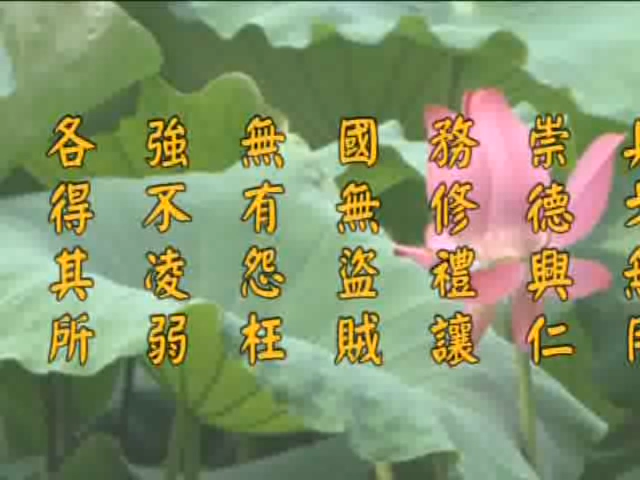 崇德興仁
務修禮讓
國無盜賊
無有怨枉
強不凌弱
各得其所